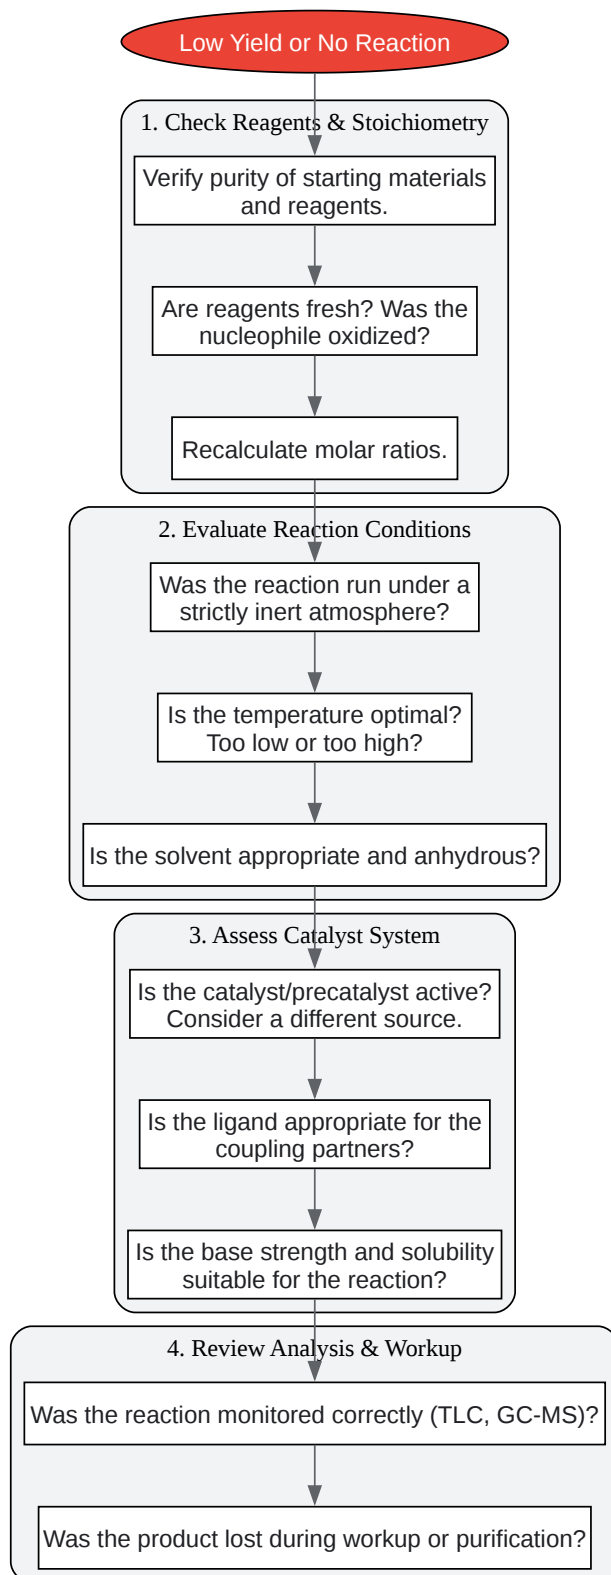 Low Yield or No Reaction
1. Check Reagents & Stoichiometry
Verify purity of starting materials
and reagents.
Are reagents fresh? Was the
nucleophile oxidized?
Recalculate molar ratios.
2. Evaluate Reaction Conditions
Was the reaction run under a
strictly inert atmosphere?
Is the temperature optimal?
Too low or too high?
Is the solvent appropriate and anhydrous?
3. Assess Catalyst System
Is the catalyst/precatalyst active?
Consider a different source.
Is the ligand appropriate for the
coupling partners?
Is the base strength and solubility
suitable for the reaction?
4. Review Analysis & Workup
Was the reaction monitored correctly (TLC, GC-MS)?
Was the product lost during workup or purification?